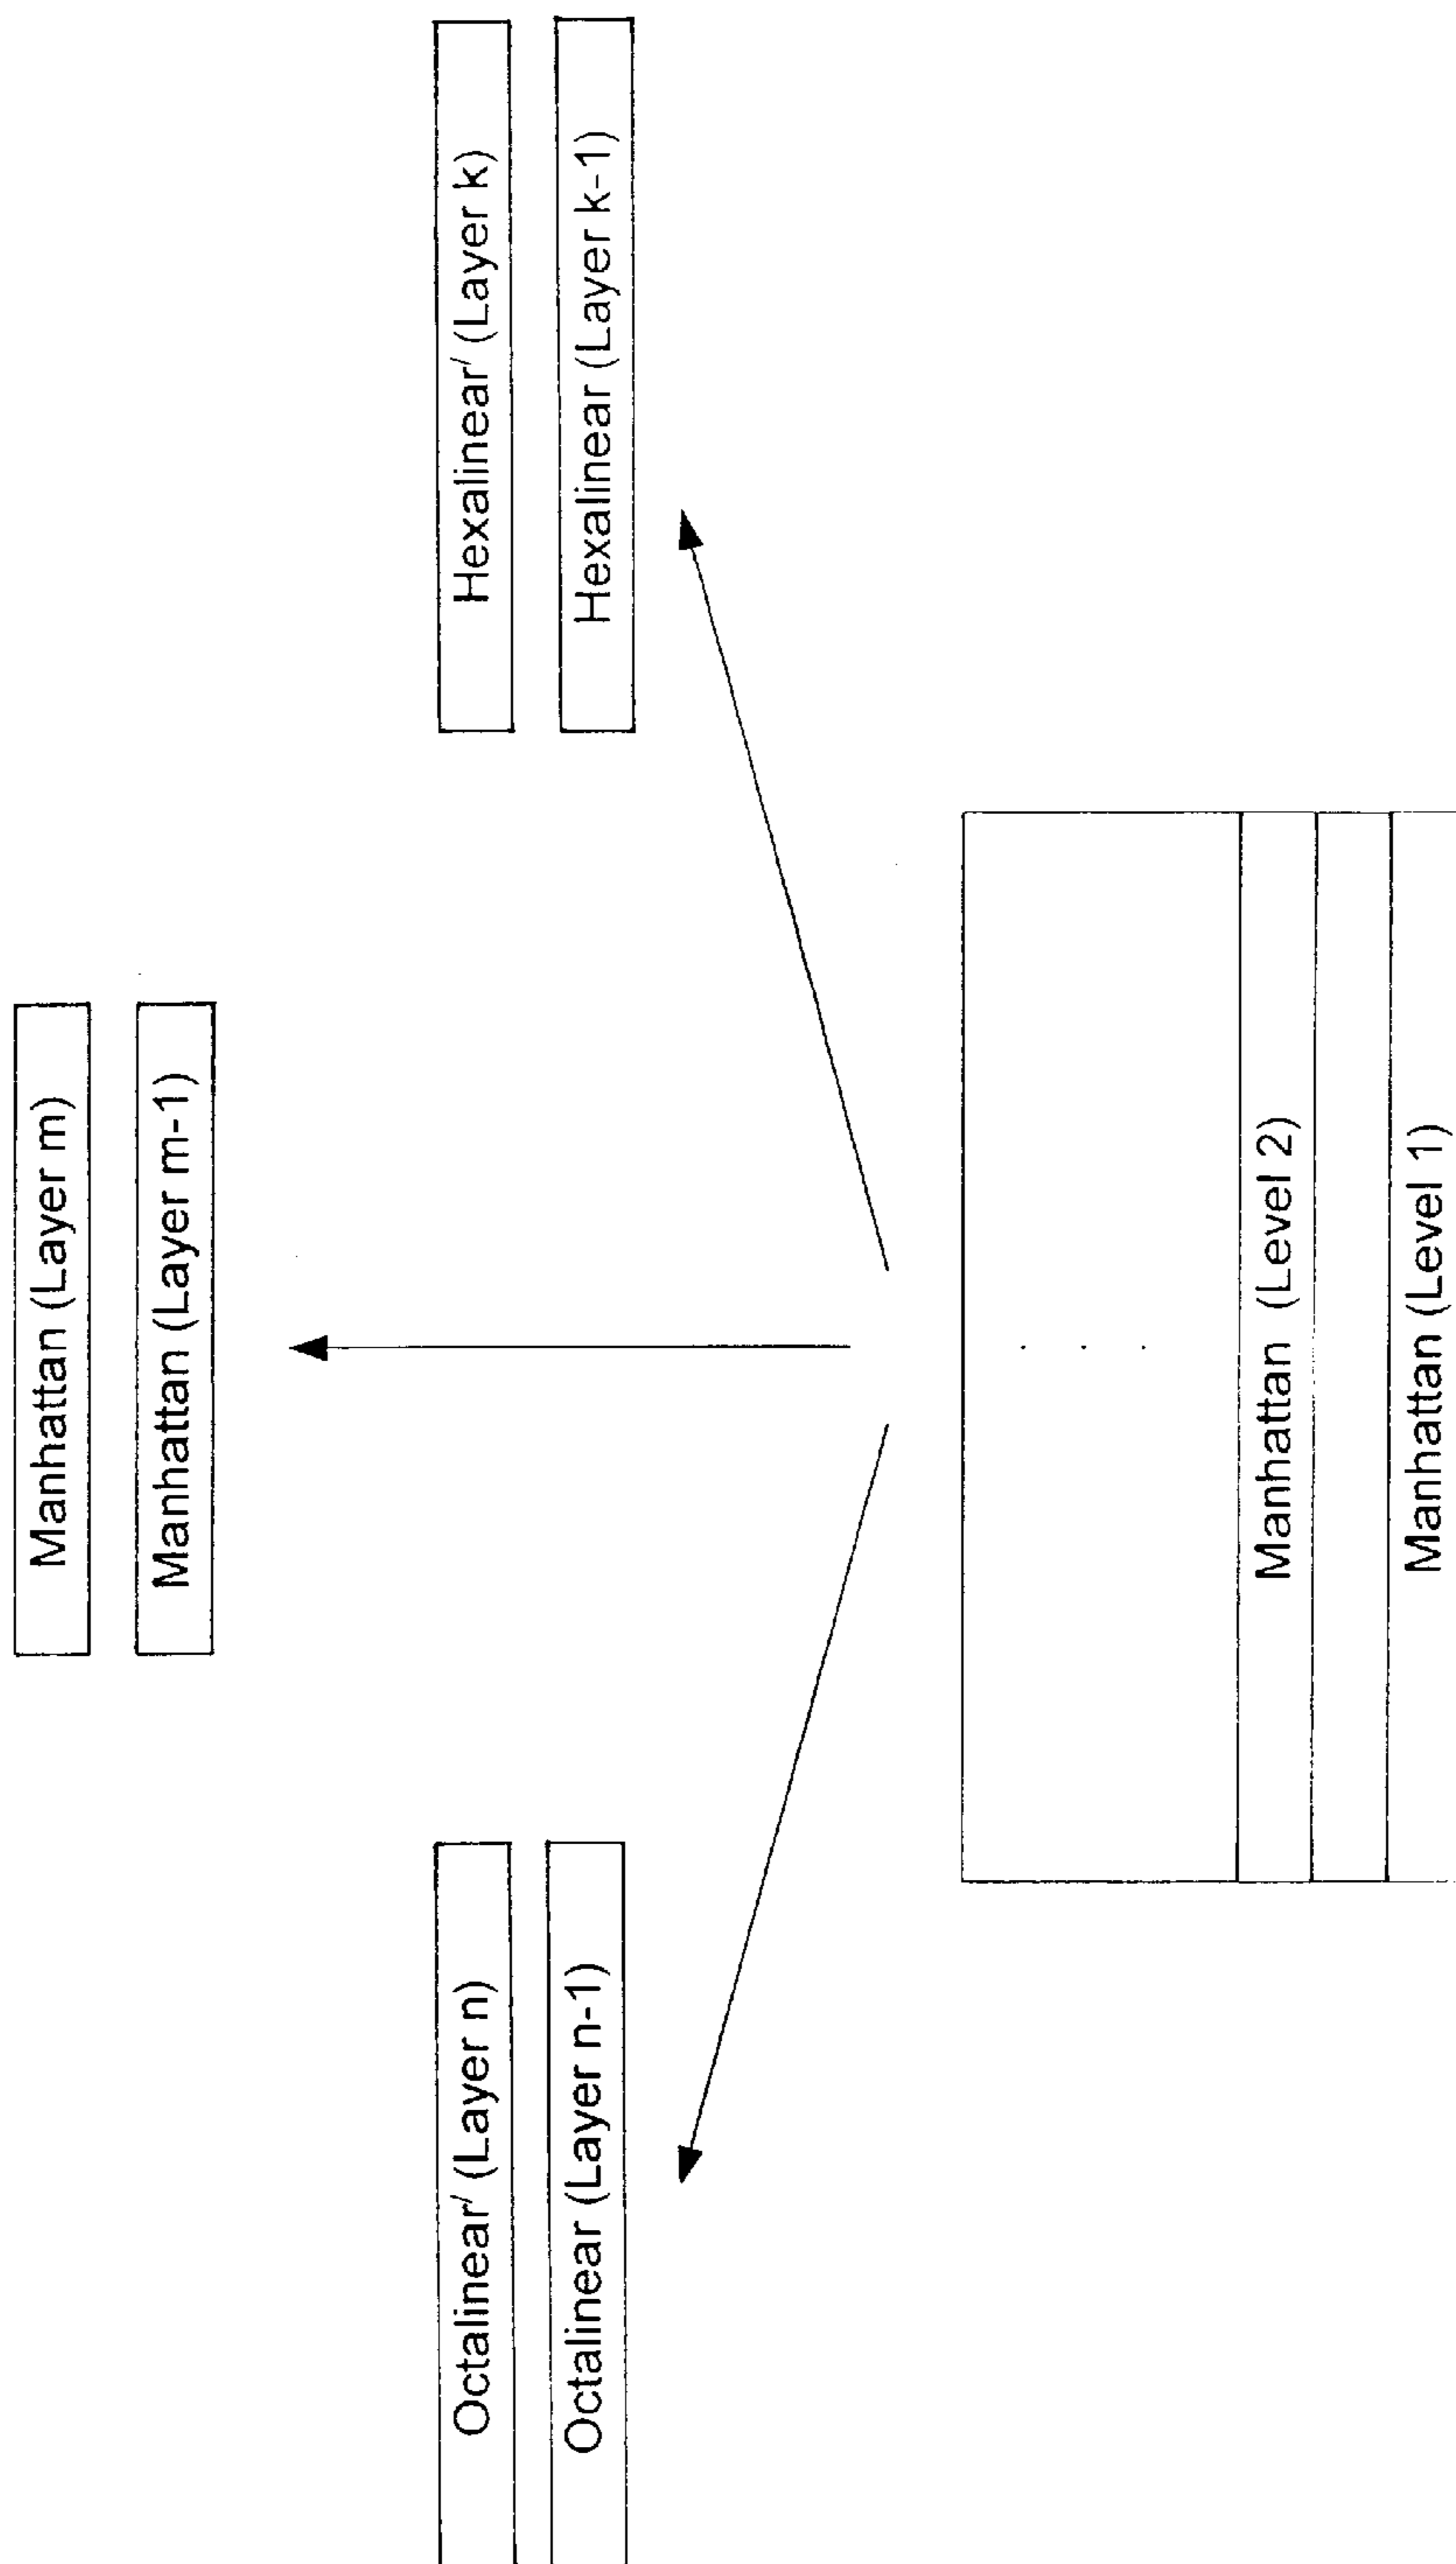 Manhattan (Layer m)
Manhattan (Layer m-1)
Octalinear′ (Layer n)
Octalinear (Layer n-1)
Hexalinear′ (Layer k)
Hexalinear (Layer k-1)
. . .
Manhattan (Level 2)
Manhattan (Level 1)